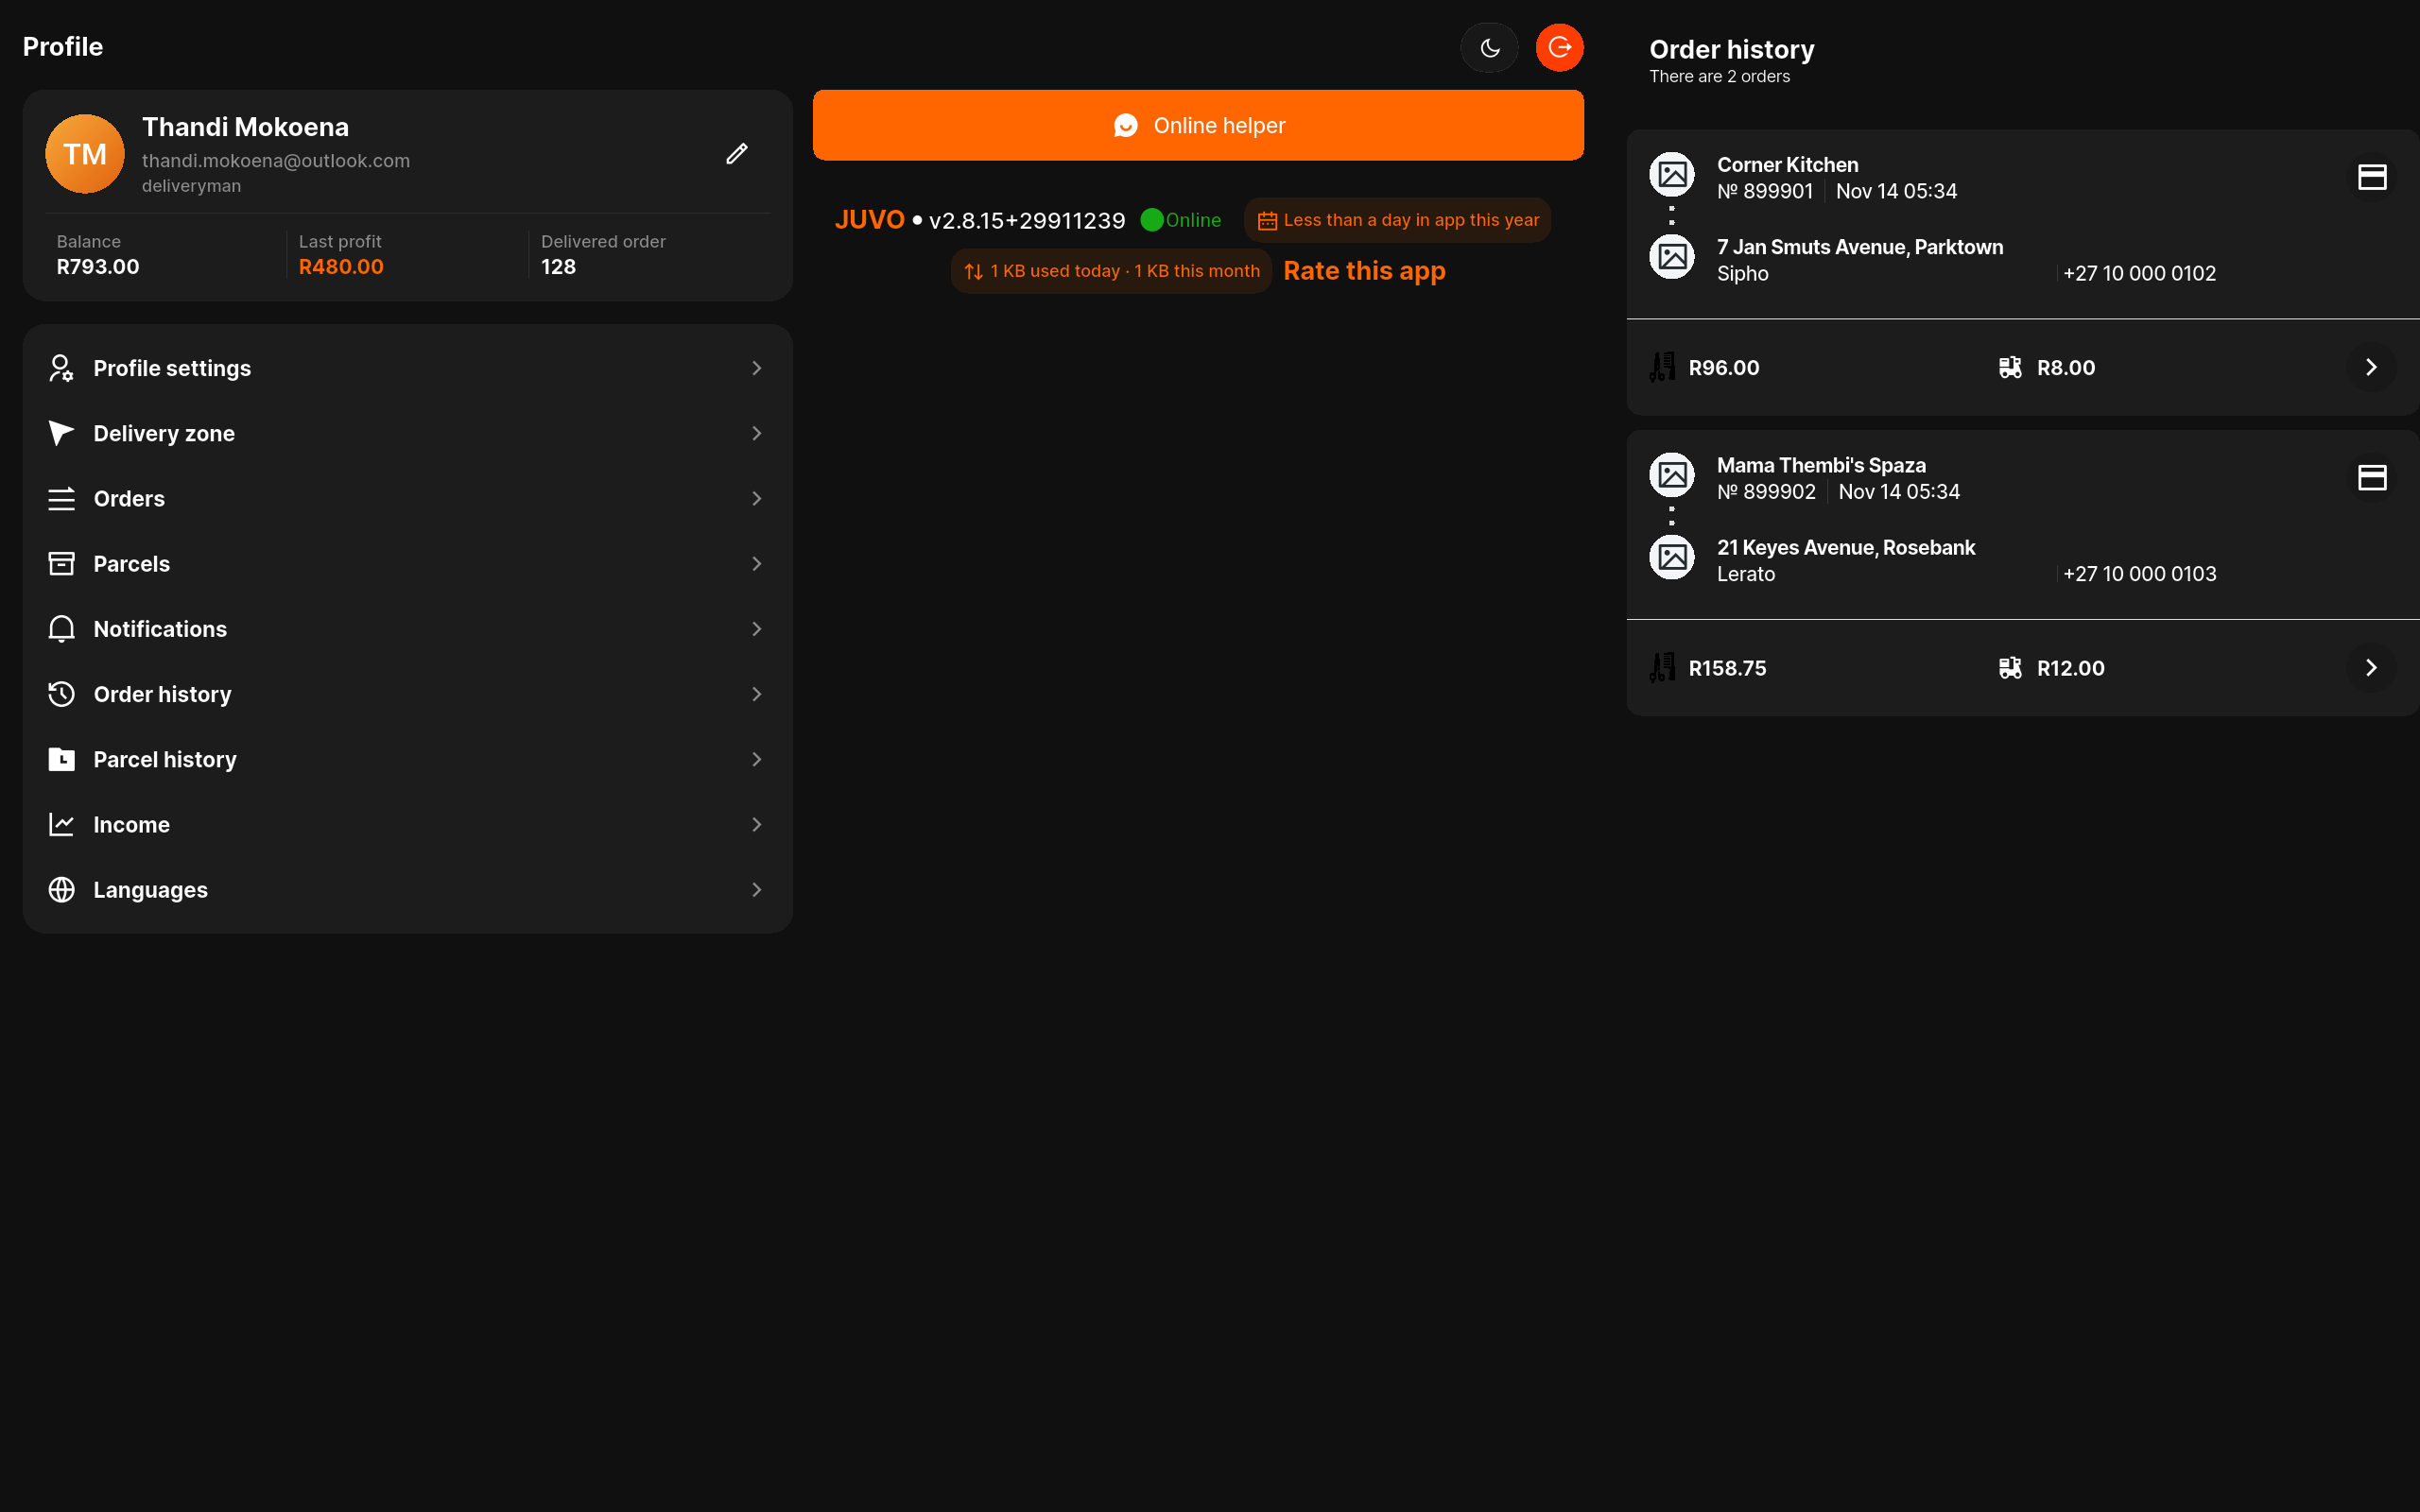 Profile
TM
Thandi Mokoena
thandi.mokoena@outlook.com
deliveryman
Balance
R793.00
Last profit
R480.00
Delivered order
128
Profile settings
Delivery zone
Orders
Parcels
Notifications
Order history
Parcel history
Income
Languages
Online helper
JUVO • v2.8.15+29911239 Online
Less than a day in app this year
1 KB used today · 1 KB this month
Rate this app
Order history
There are 2 orders
Corner Kitchen
№ 899901 Nov 14 05:34
7 Jan Smuts Avenue, Parktown
Sipho +27 10 000 0102
R96.00 R8.00
Mama Thembi's Spaza
№ 899902 Nov 14 05:34
21 Keyes Avenue, Rosebank
Lerato +27 10 000 0103
R158.75 R12.00